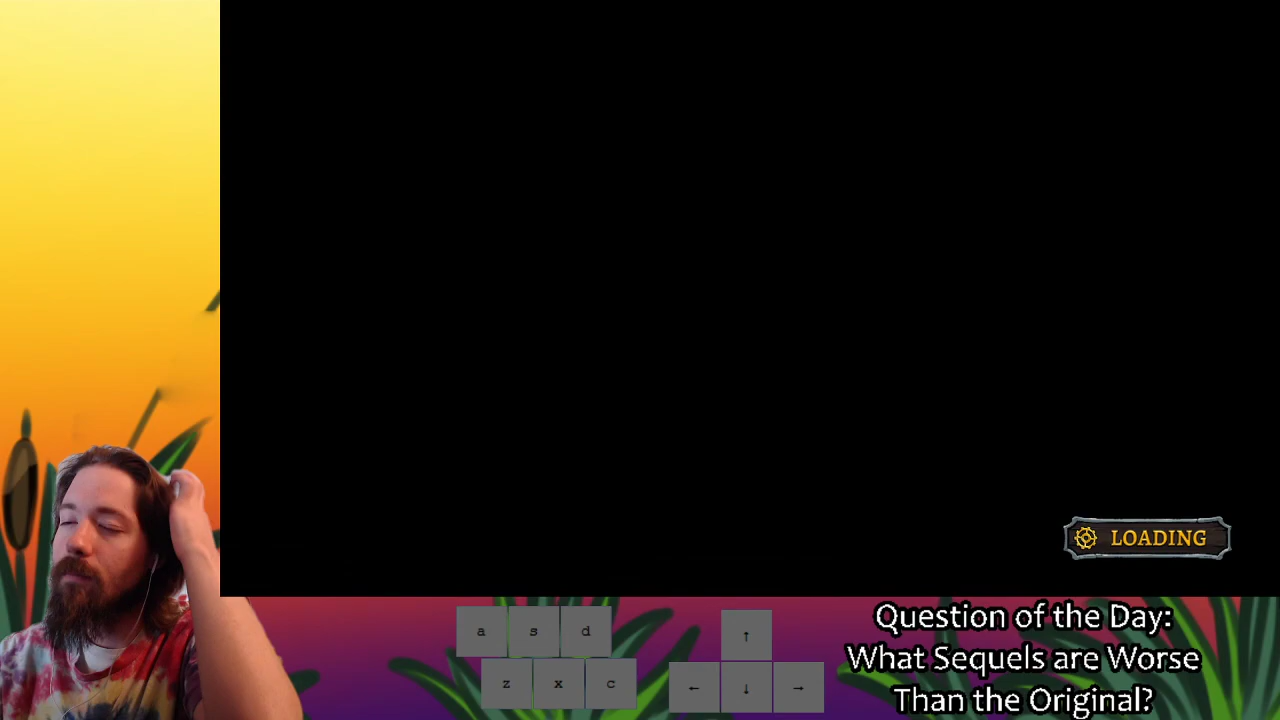 LOADING
a s d
z x c
↑
← ↓ →
Question of the Day:
What Sequels are Worse
Than the Original?